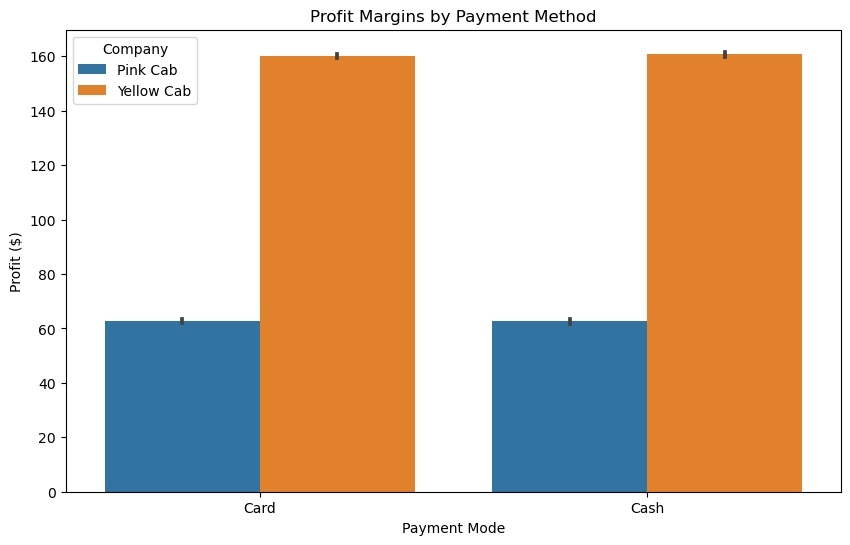 Profit Margins by Payment Method
Company
Pink Cab
Yellow Cab
Profit ($)
160
140
120
100
80
60
40
20
0
Card
Cash
Payment Mode